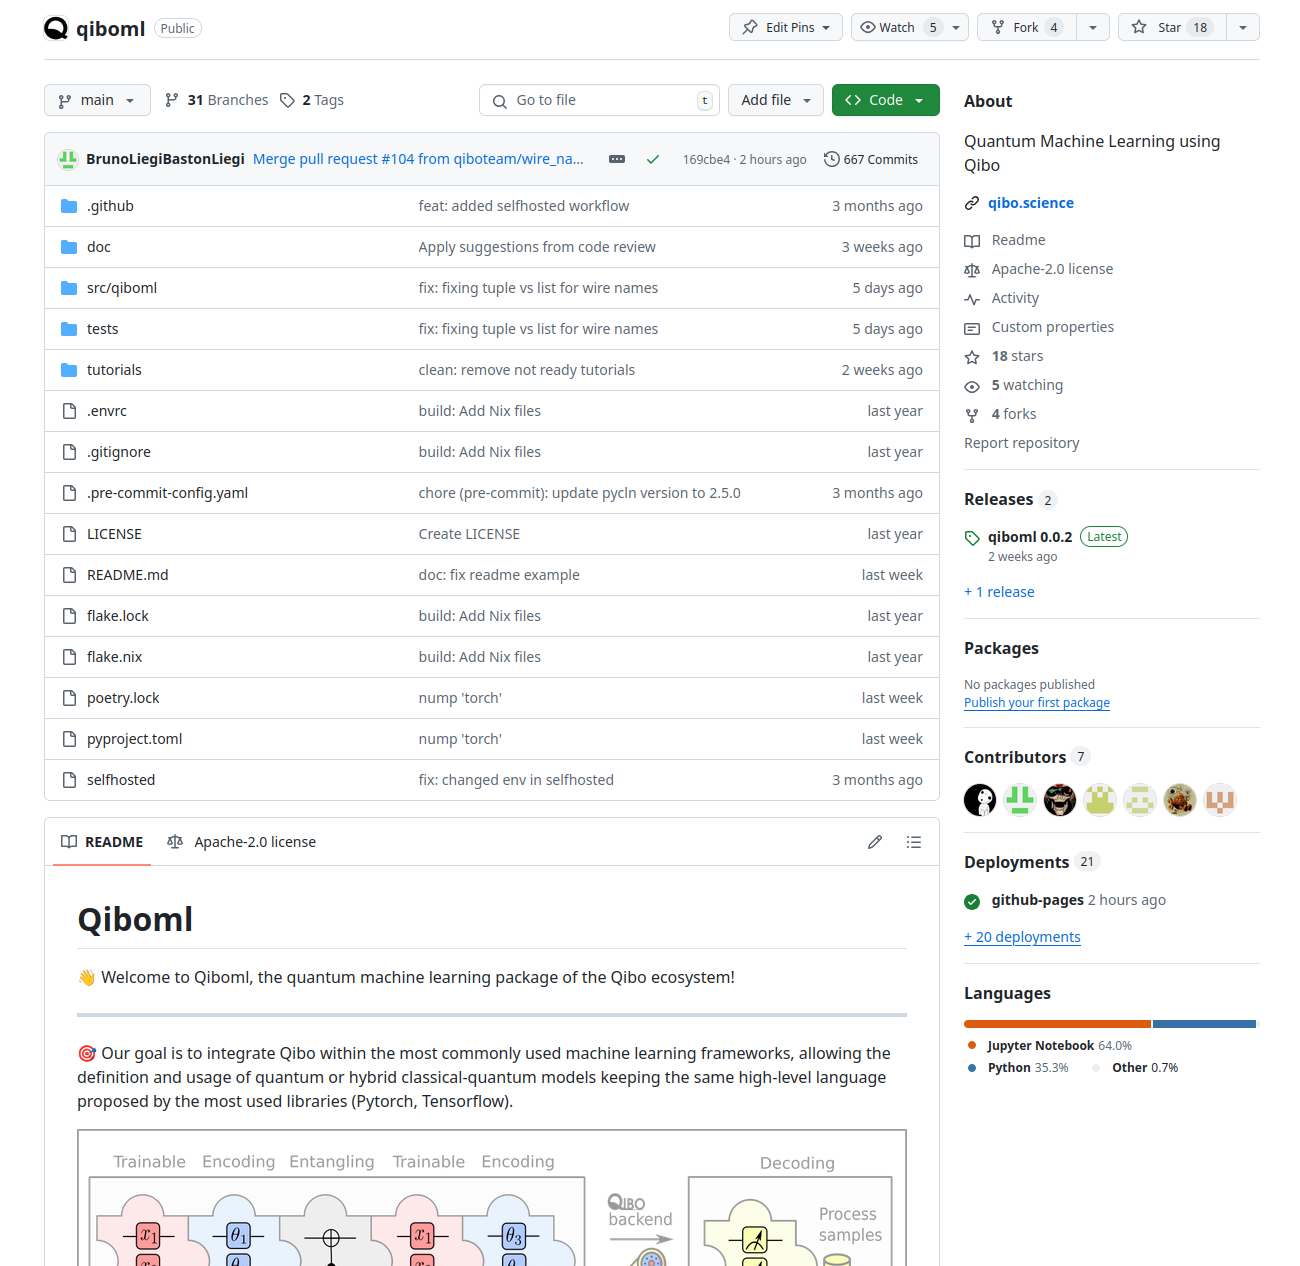 qiboml Public
Edit Pins Watch 5 Fork 4 Star 18
main 31 Branches 2 Tags
Go to file t Add file Code
BrunoLiegiBastonLiegi Merge pull request #104 from qiboteam/wire_na... 169cbe4 · 2 hours ago 667 Commits
.github feat: added selfhosted workflow 3 months ago
doc Apply suggestions from code review 3 weeks ago
src/qiboml fix: fixing tuple vs list for wire names 5 days ago
tests fix: fixing tuple vs list for wire names 5 days ago
tutorials clean: remove not ready tutorials 2 weeks ago
.envrc build: Add Nix files last year
.gitignore build: Add Nix files last year
.pre-commit-config.yaml chore (pre-commit): update pycln version to 2.5.0 3 months ago
LICENSE Create LICENSE last year
README.md doc: fix readme example last week
flake.lock build: Add Nix files last year
flake.nix build: Add Nix files last year
poetry.lock nump 'torch' last week
pyproject.toml nump 'torch' last week
selfhosted fix: changed env in selfhosted 3 months ago
README Apache-2.0 license
Qiboml
👋 Welcome to Qiboml, the quantum machine learning package of the Qibo ecosystem!
🎯 Our goal is to integrate Qibo within the most commonly used machine learning frameworks, allowing the
definition and usage of quantum or hybrid classical-quantum models keeping the same high-level language
proposed by the most used libraries (Pytorch, Tensorflow).
Trainable Encoding Entangling Trainable Encoding
Decoding
QIBO
backend
Process
samples
x1 θ1 x1 θ3
About
Quantum Machine Learning using
Qibo
qibo.science
Readme
Apache-2.0 license
Activity
Custom properties
18 stars
5 watching
4 forks
Report repository
Releases 2
qiboml 0.0.2 Latest
2 weeks ago
+ 1 release
Packages
No packages published
Publish your first package
Contributors 7
Deployments 21
github-pages 2 hours ago
+ 20 deployments
Languages
Jupyter Notebook 64.0%
Python 35.3% Other 0.7%